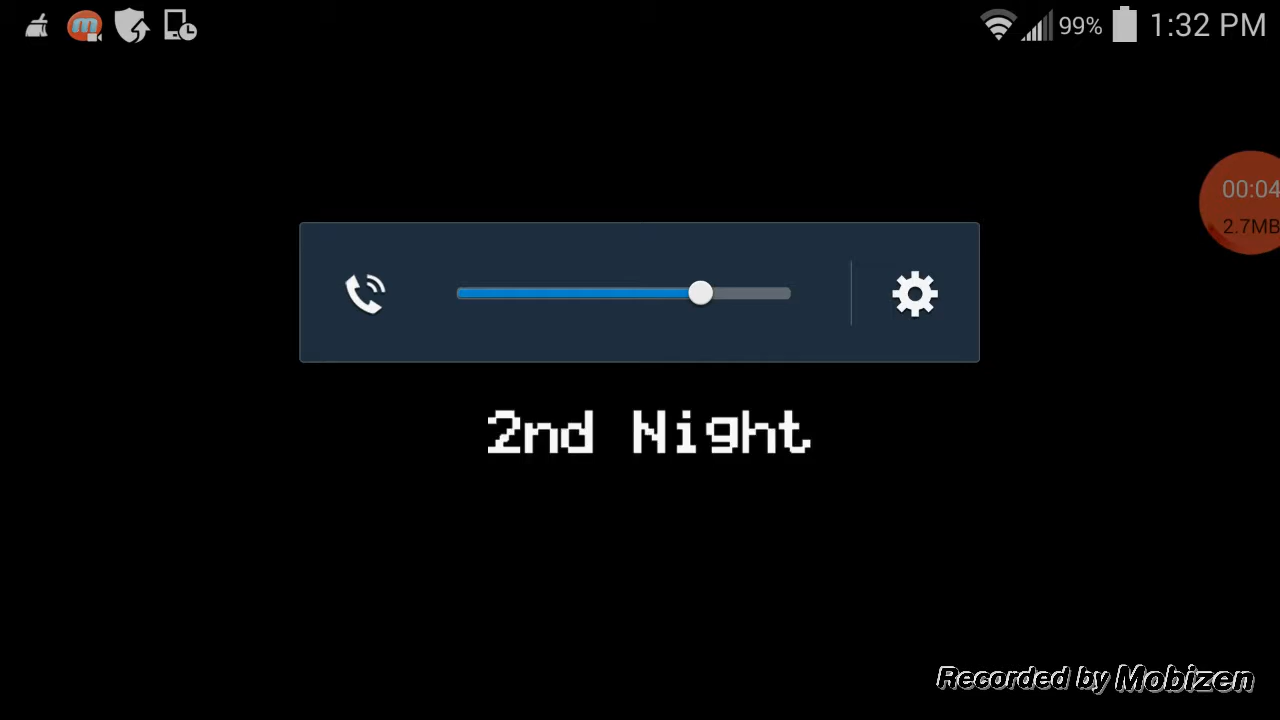 99% 1:32 PM
00:04
2.7MB
2nd Night
Recorded by Mobizen